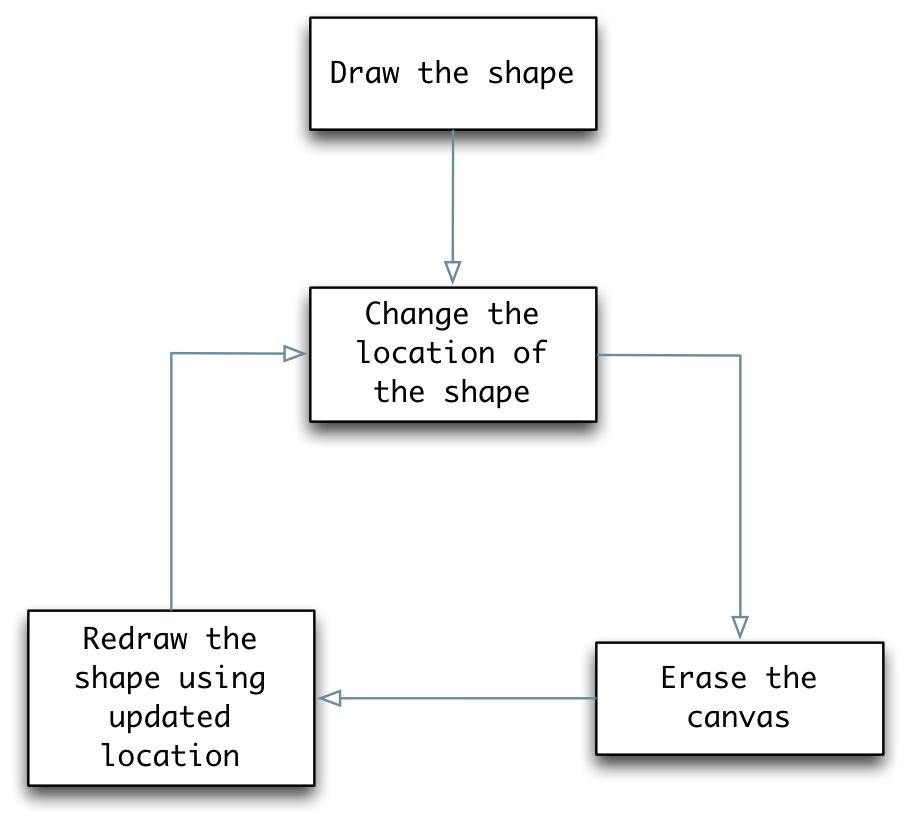 Draw the shape
Change the
location of
the shape
Redraw the
shape using
updated
location
Erase the
canvas